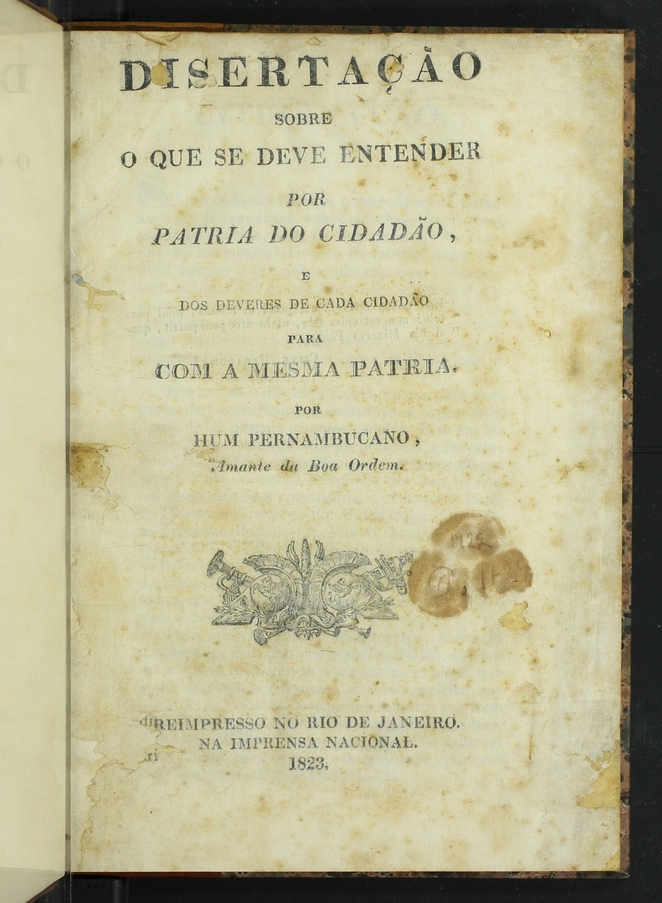 DISERTAÇÃO
SOBRE
O QUE SE DEVE ENTENDER
POR
PATRIA DO CIDADÃO,
E
DOS DEVERES DE CADA CIDADÃO
PARA
COM A MESMA PATRIA.
POR
HUM PERNAMBUCANO,
Amante da Boa Ordem.
REIMPRESSO NO RIO DE JANEIRO.
NA IMPRENSA NACIONAL.
1823.